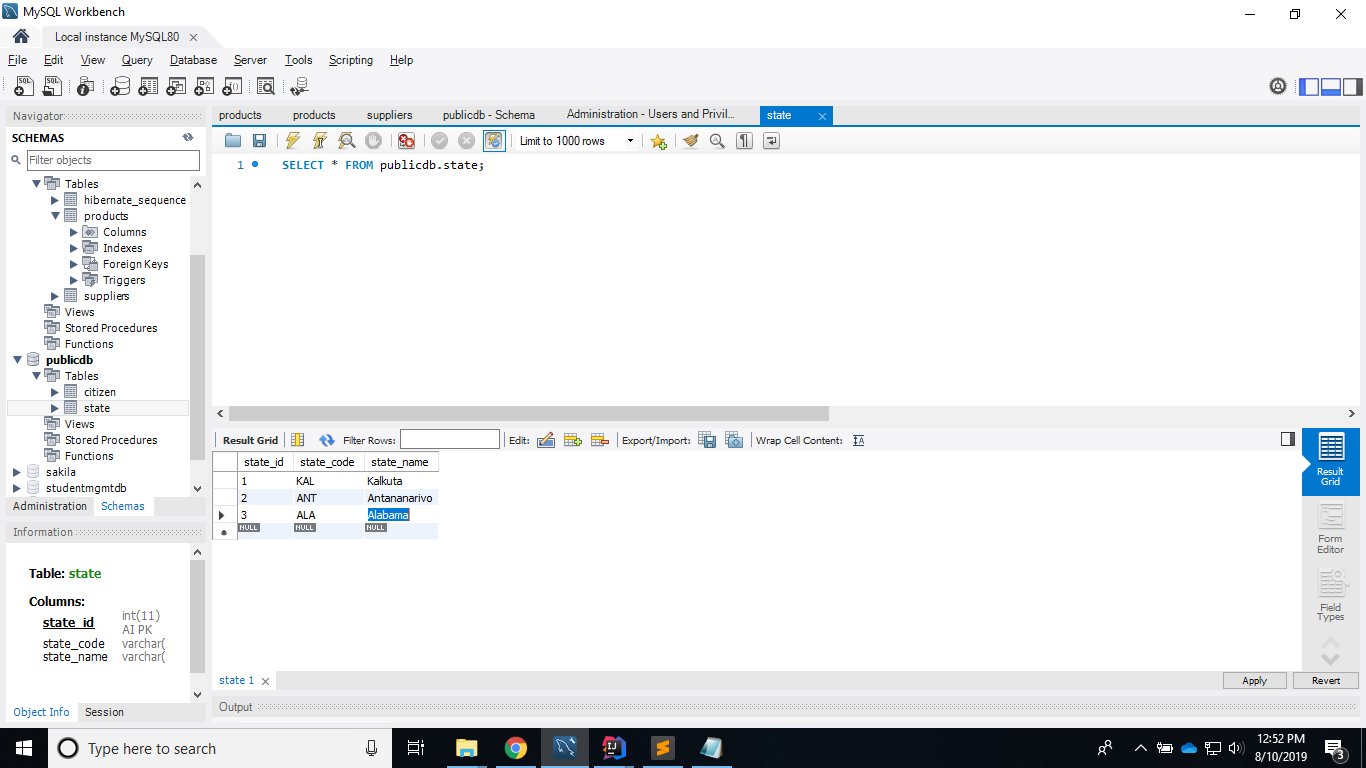 MySQL Workbench
Local instance MySQL80
File Edit View Query Database Server Tools Scripting Help
Navigator
SCHEMAS
Filter objects
Tables
hibernate_sequence
products
Columns
Indexes
Foreign Keys
Triggers
suppliers
Views
Stored Procedures
Functions
publicdb
Tables
citizen
state
Views
Stored Procedures
Functions
sakila
studentmgmtdb
Administration Schemas
Information
Table: state
Columns:
state_id int(11)
AI PK
state_code varchar(
state_name varchar(
Object Info Session
products products suppliers publicdb - Schema Administration - Users and Privil... state
Limit to 1000 rows
1 SELECT * FROM publicdb.state;
Result Grid Filter Rows: Edit: Export/Import: Wrap Cell Content:
state_id state_code state_name
1 KAL Kalkuta
2 ANT Antananarivo
3 ALA Alabama
NULL NULL NULL
Result
Grid
Form
Editor
Field
Types
state 1 Apply Revert
Output
Type here to search
12:52 PM
8/10/2019
3